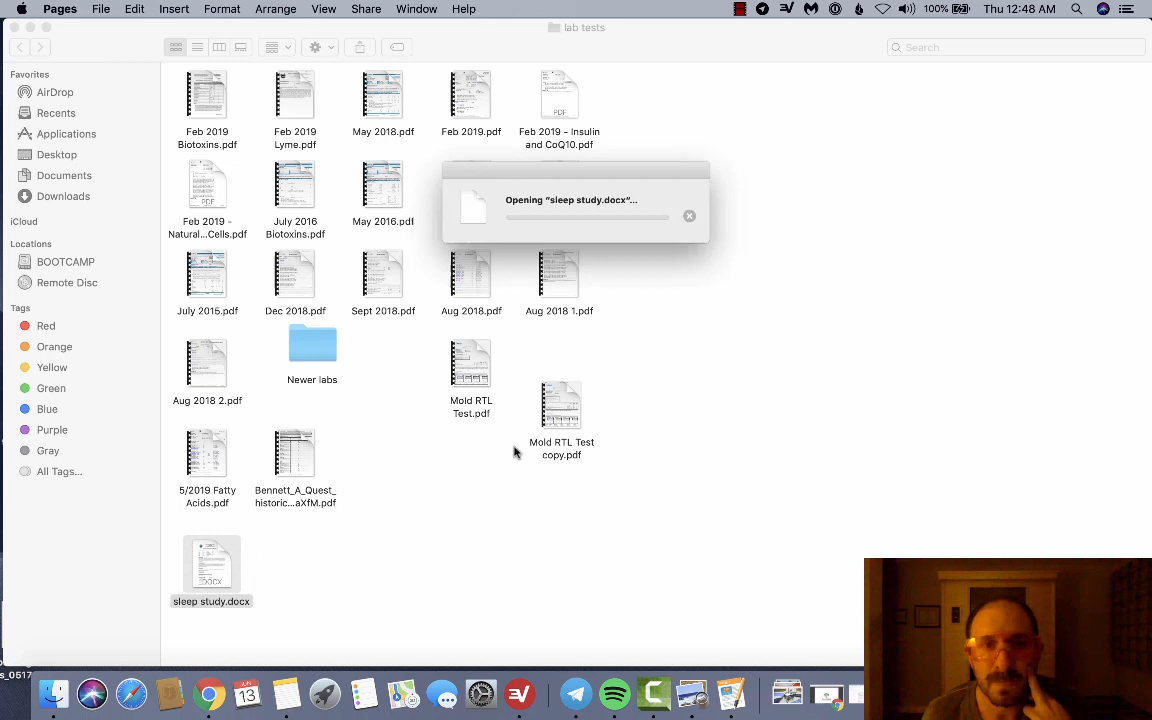 Pages File Edit Insert Format Arrange View Share Window Help 100% Thu 12:48 AM
lab tests
Search
Favorites
AirDrop
Recents
Applications
Desktop
Documents
Downloads
iCloud
Locations
BOOTCAMP
Remote Disc
Tags
Red
Orange
Yellow
Green
Blue
Purple
Gray
All Tags...
Feb 2019
Biotoxins.pdf
Feb 2019
Lyme.pdf
May 2018.pdf
Feb 2019.pdf
Feb 2019 - Insulin
and CoQ10.pdf
PDF
PDF
Feb 2019 -
Natural...Cells.pdf
July 2016
Biotoxins.pdf
May 2016.pdf
Opening "sleep study.docx"...
July 2015.pdf
Dec 2018.pdf
Sept 2018.pdf
Aug 2018.pdf
Aug 2018 1.pdf
Aug 2018 2.pdf
Newer labs
Mold RTL
Test.pdf
Mold RTL Test
copy.pdf
5/2019 Fatty
Acids.pdf
Bennett_A_Quest_
historic...aXfM.pdf
DOCX
sleep study.docx
s_0517
JUN
13